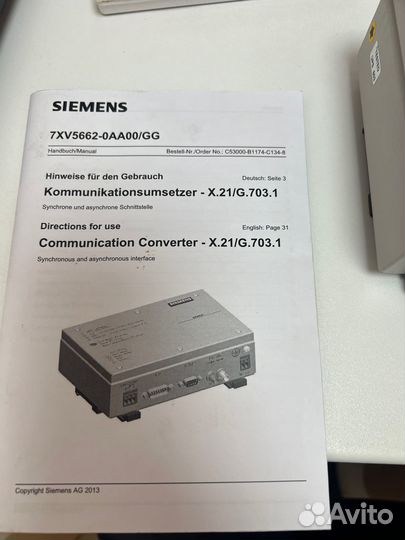 SIEMENS
7XV5662-0AA00/GG
Handbuch/Manual Bestell-Nr./Order No.: C53000-B1174-C134-8
Hinweise für den Gebrauch Deutsch: Seite 3
Kommunikationsumsetzer - X.21/G.703.1
Synchrone und asynchrone Schnittstelle
Directions for use English: Page 31
Communication Converter - X.21/G.703.1
Synchronous and asynchronous interface
SIEMENS
SIEMENS
Copyright Siemens AG 2013
Avito